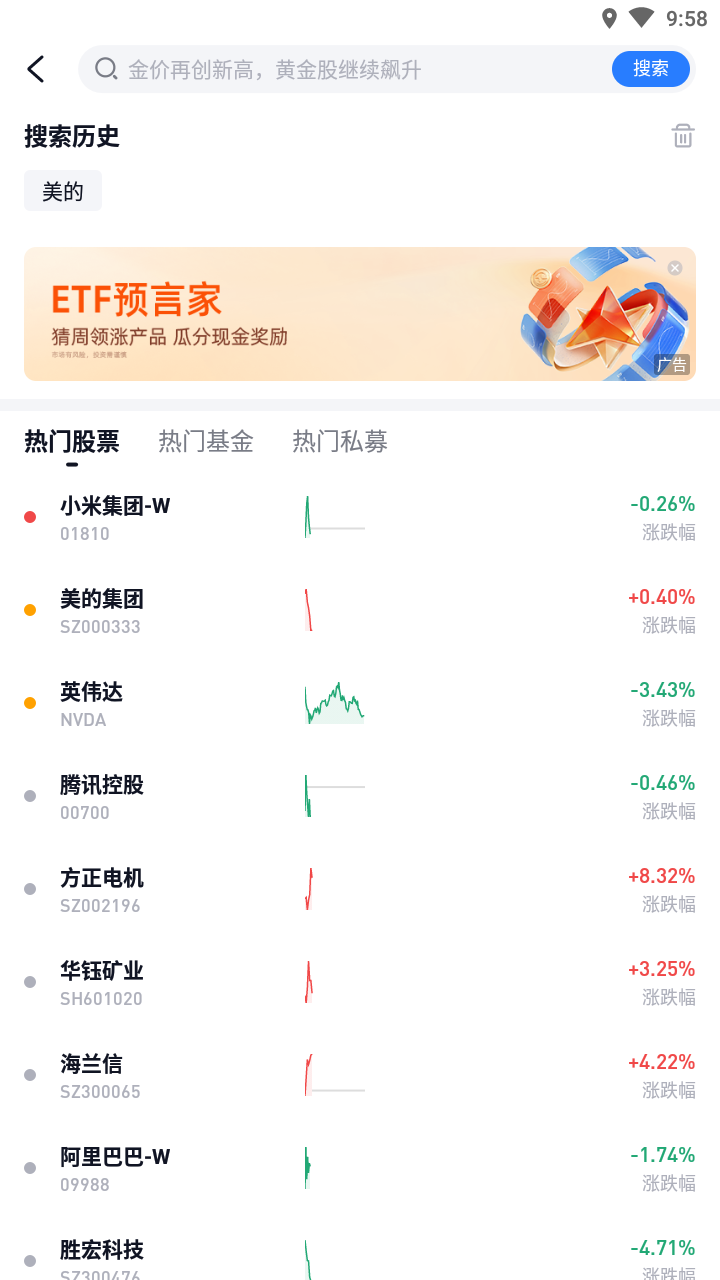 9:58
金价再创新高，黄金股继续飙升
搜索
搜索历史
美的
ETF预言家
猜周领涨产品 瓜分现金奖励
市场有风险，投资需谨慎
广告
热门股票 热门基金 热门私募
小米集团-W -0.26%
01810 涨跌幅
美的集团 +0.40%
SZ000333 涨跌幅
英伟达 -3.43%
NVDA 涨跌幅
腾讯控股 -0.46%
00700 涨跌幅
方正电机 +8.32%
SZ002196 涨跌幅
华钰矿业 +3.25%
SH601020 涨跌幅
海兰信 +4.22%
SZ300065 涨跌幅
阿里巴巴-W -1.74%
09988 涨跌幅
胜宏科技 -4.71%
SZ300476 涨跌幅